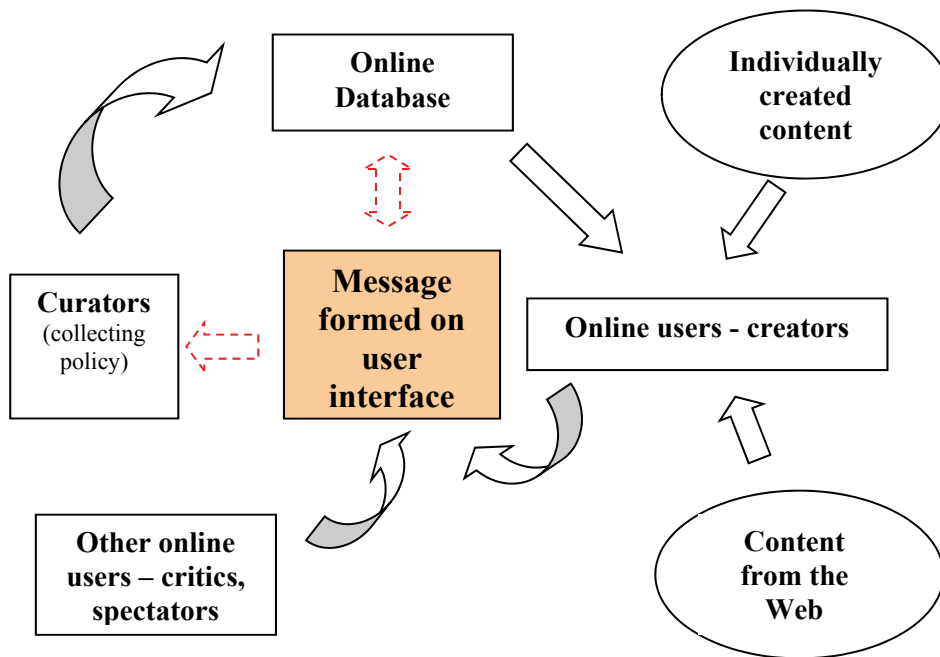 Online
Database
Individually
created
content
Curators
(collecting
policy)
Message
formed on
user
interface
Online users - creators
Other online
users – critics,
spectators
Content
from the
Web